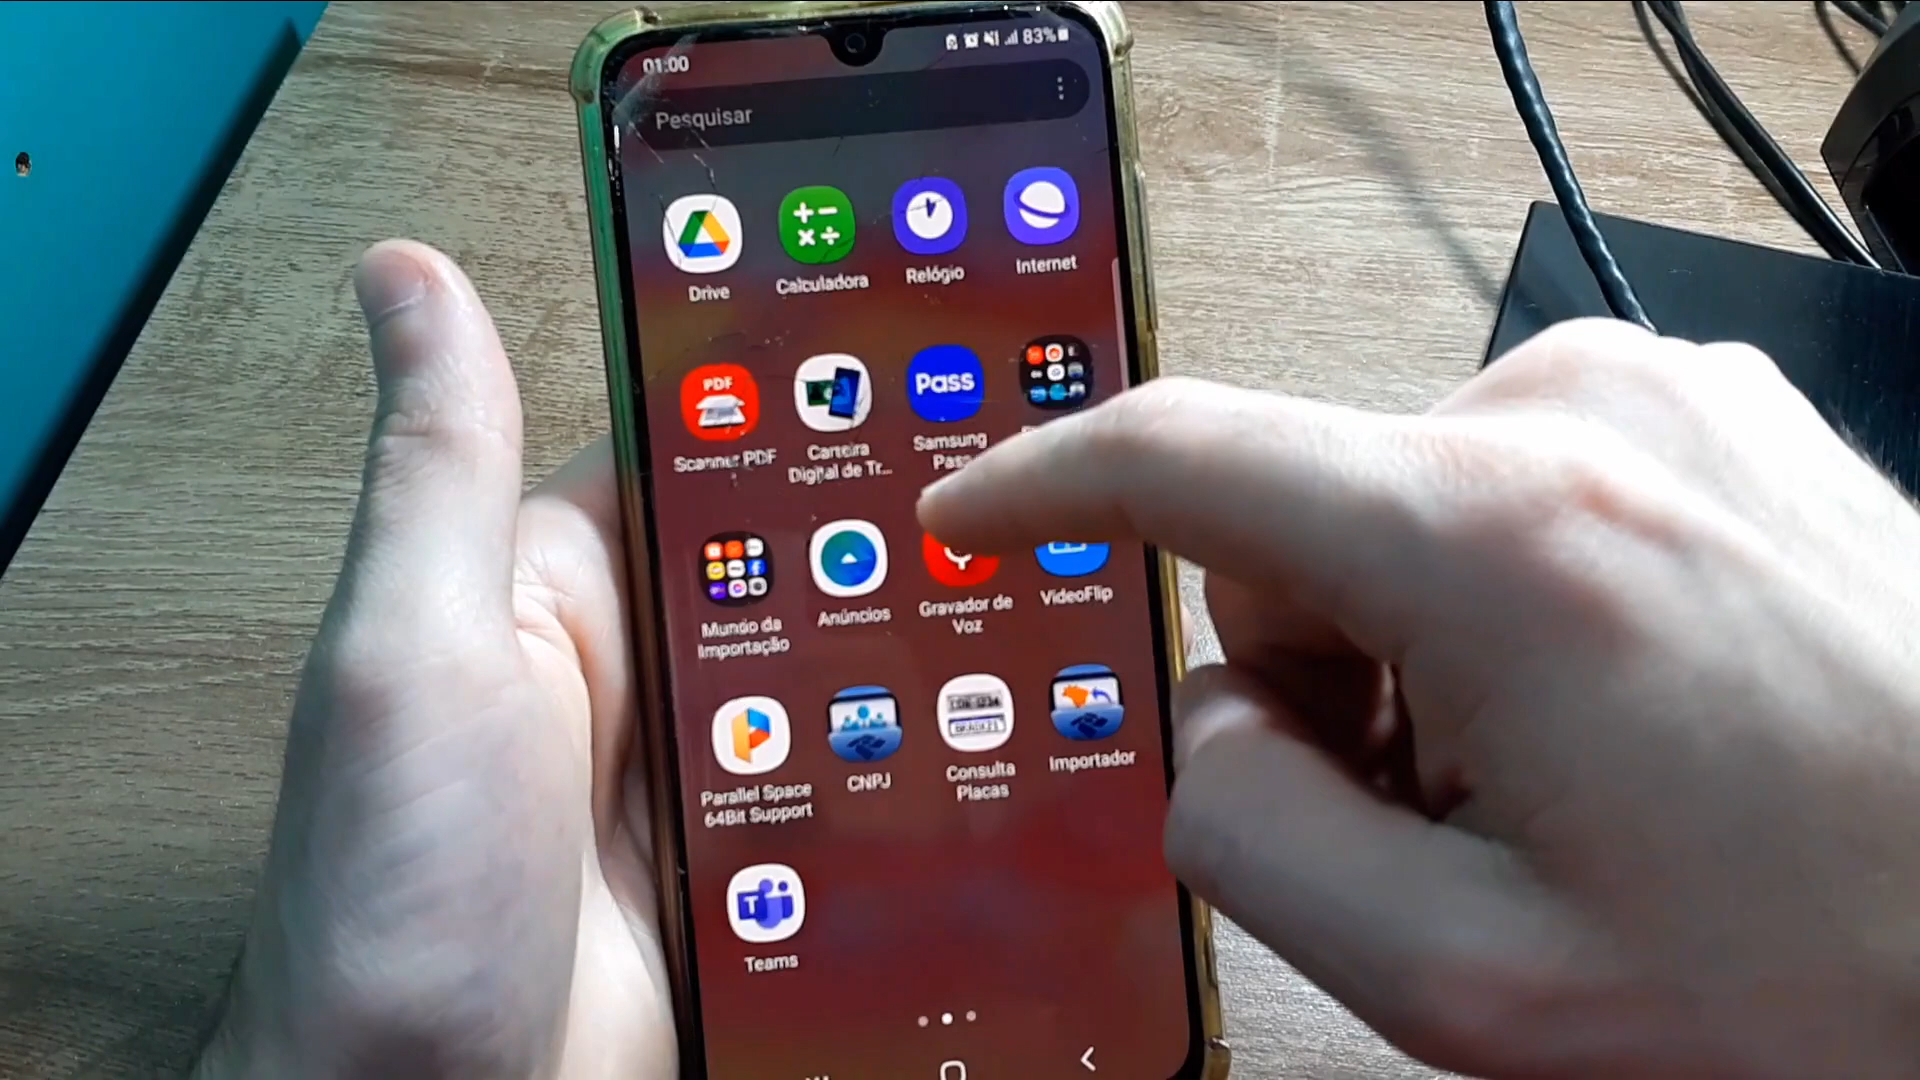 01:00
83%
Pesquisar
Drive
Calculadora
Relógio
Internet
PDF
Pass
Scanner PDF
Carteira
Digital de Tr...
Samsung
Pass
Mundo da
Importação
Anúncios
Gravador de
Voz
VideoFlip
Parallel Space
64Bit Support
CNPJ
Consulta
Placas
Importador
T
Teams